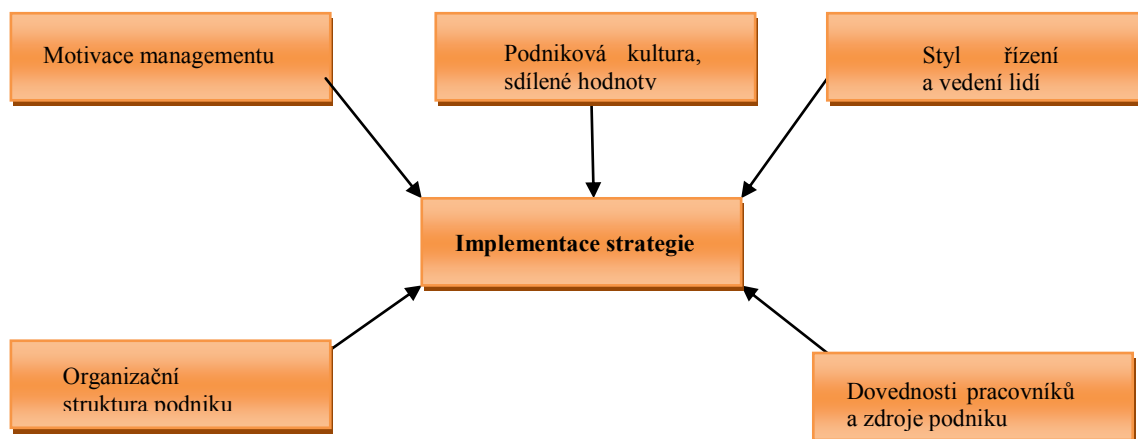 Motivace managementu
Podniková kultura,
sdílené hodnoty
Styl řízení
a vedení lidí
Implementace strategie
Organizační
struktura podniku
Dovednosti pracovníků
a zdroje podniku